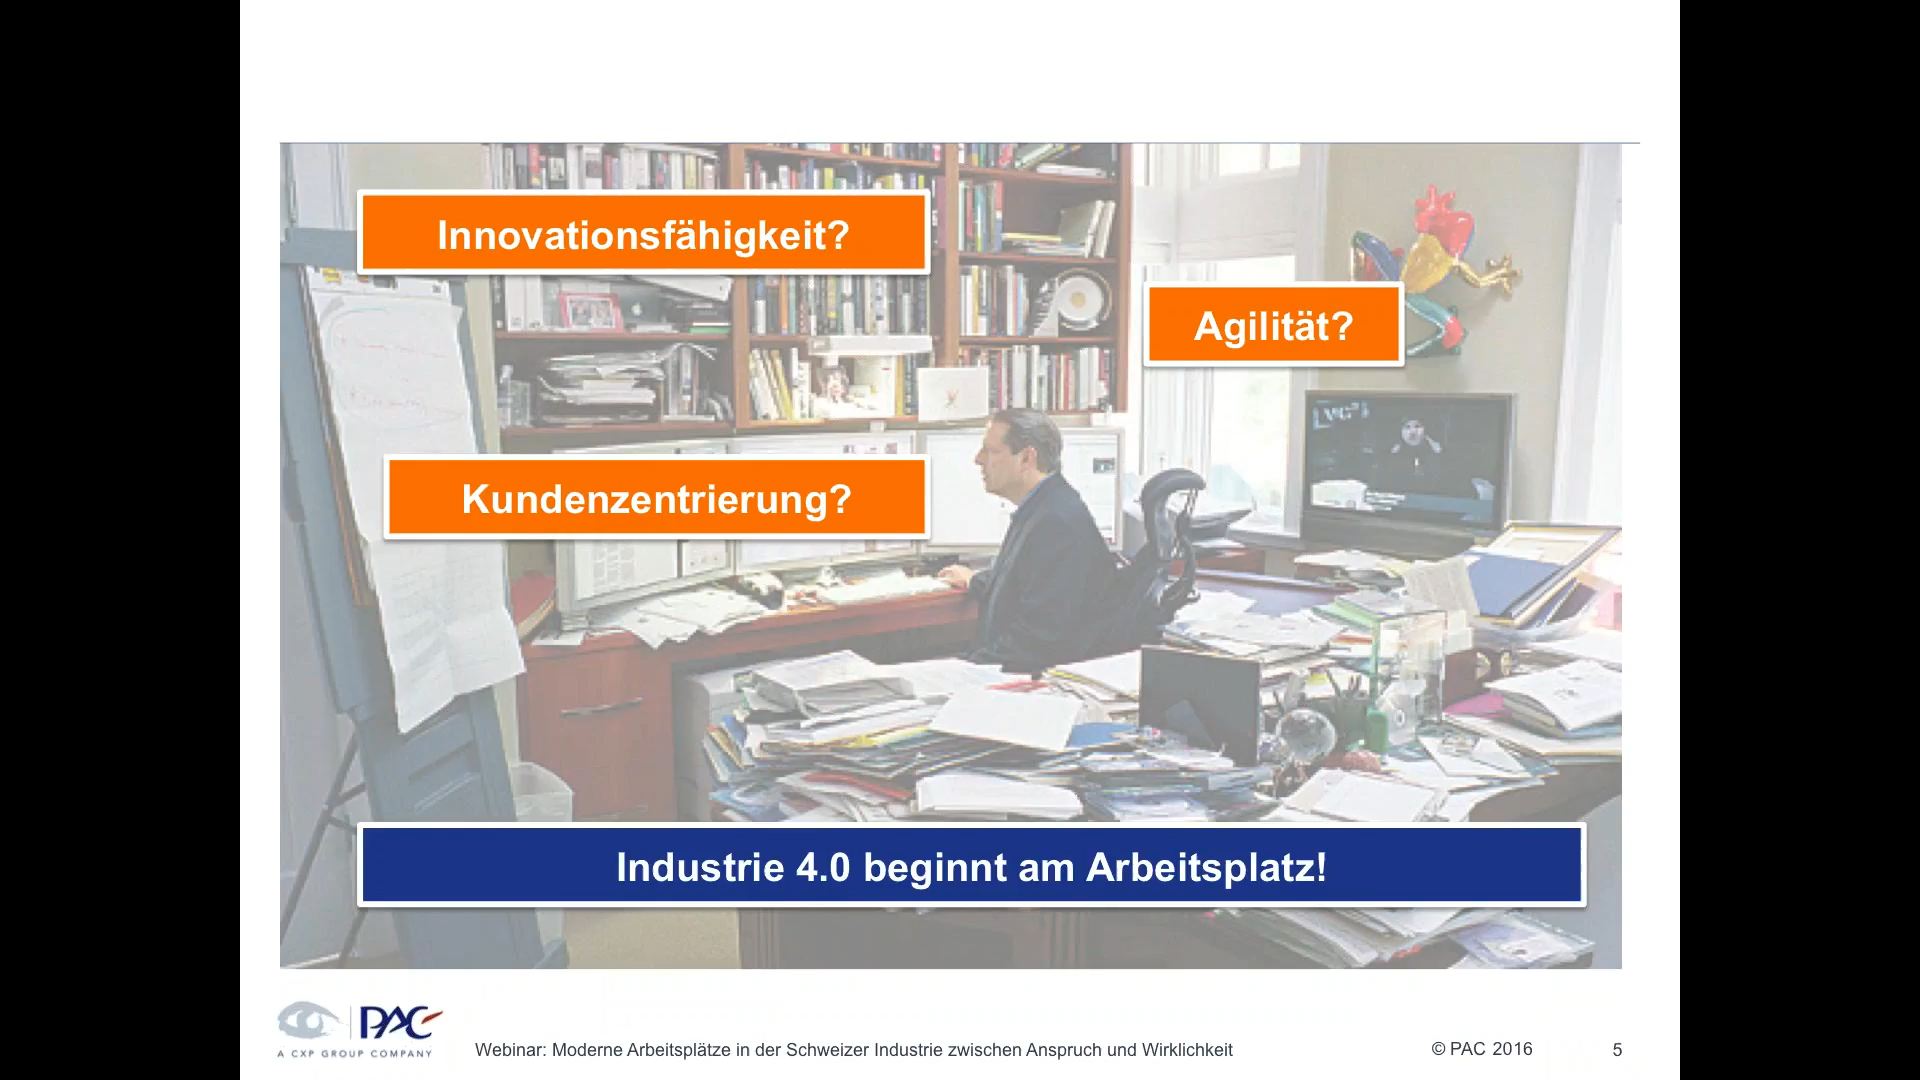 Innovationsfähigkeit?
Agilität?
Kundenzentrierung?
Industrie 4.0 beginnt am Arbeitsplatz!
PAC
A CXP GROUP COMPANY
Webinar: Moderne Arbeitsplätze in der Schweizer Industrie zwischen Anspruch und Wirklichkeit
© PAC 2016
5